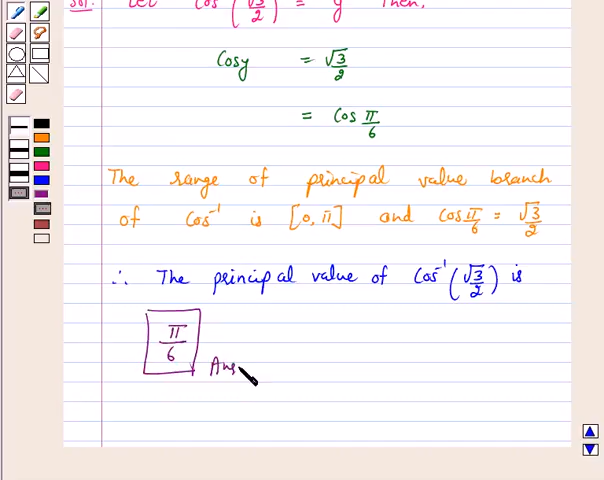 Sol: Let Cos⁻¹(√3/2) = y Then,
Cosy = √3/2
= Cos π/6
The range of principal value branch
of Cos⁻¹ is [0, π] and Cos π/6 = √3/2
∴ The principal value of Cos⁻¹(√3/2) is
π/6
Ans